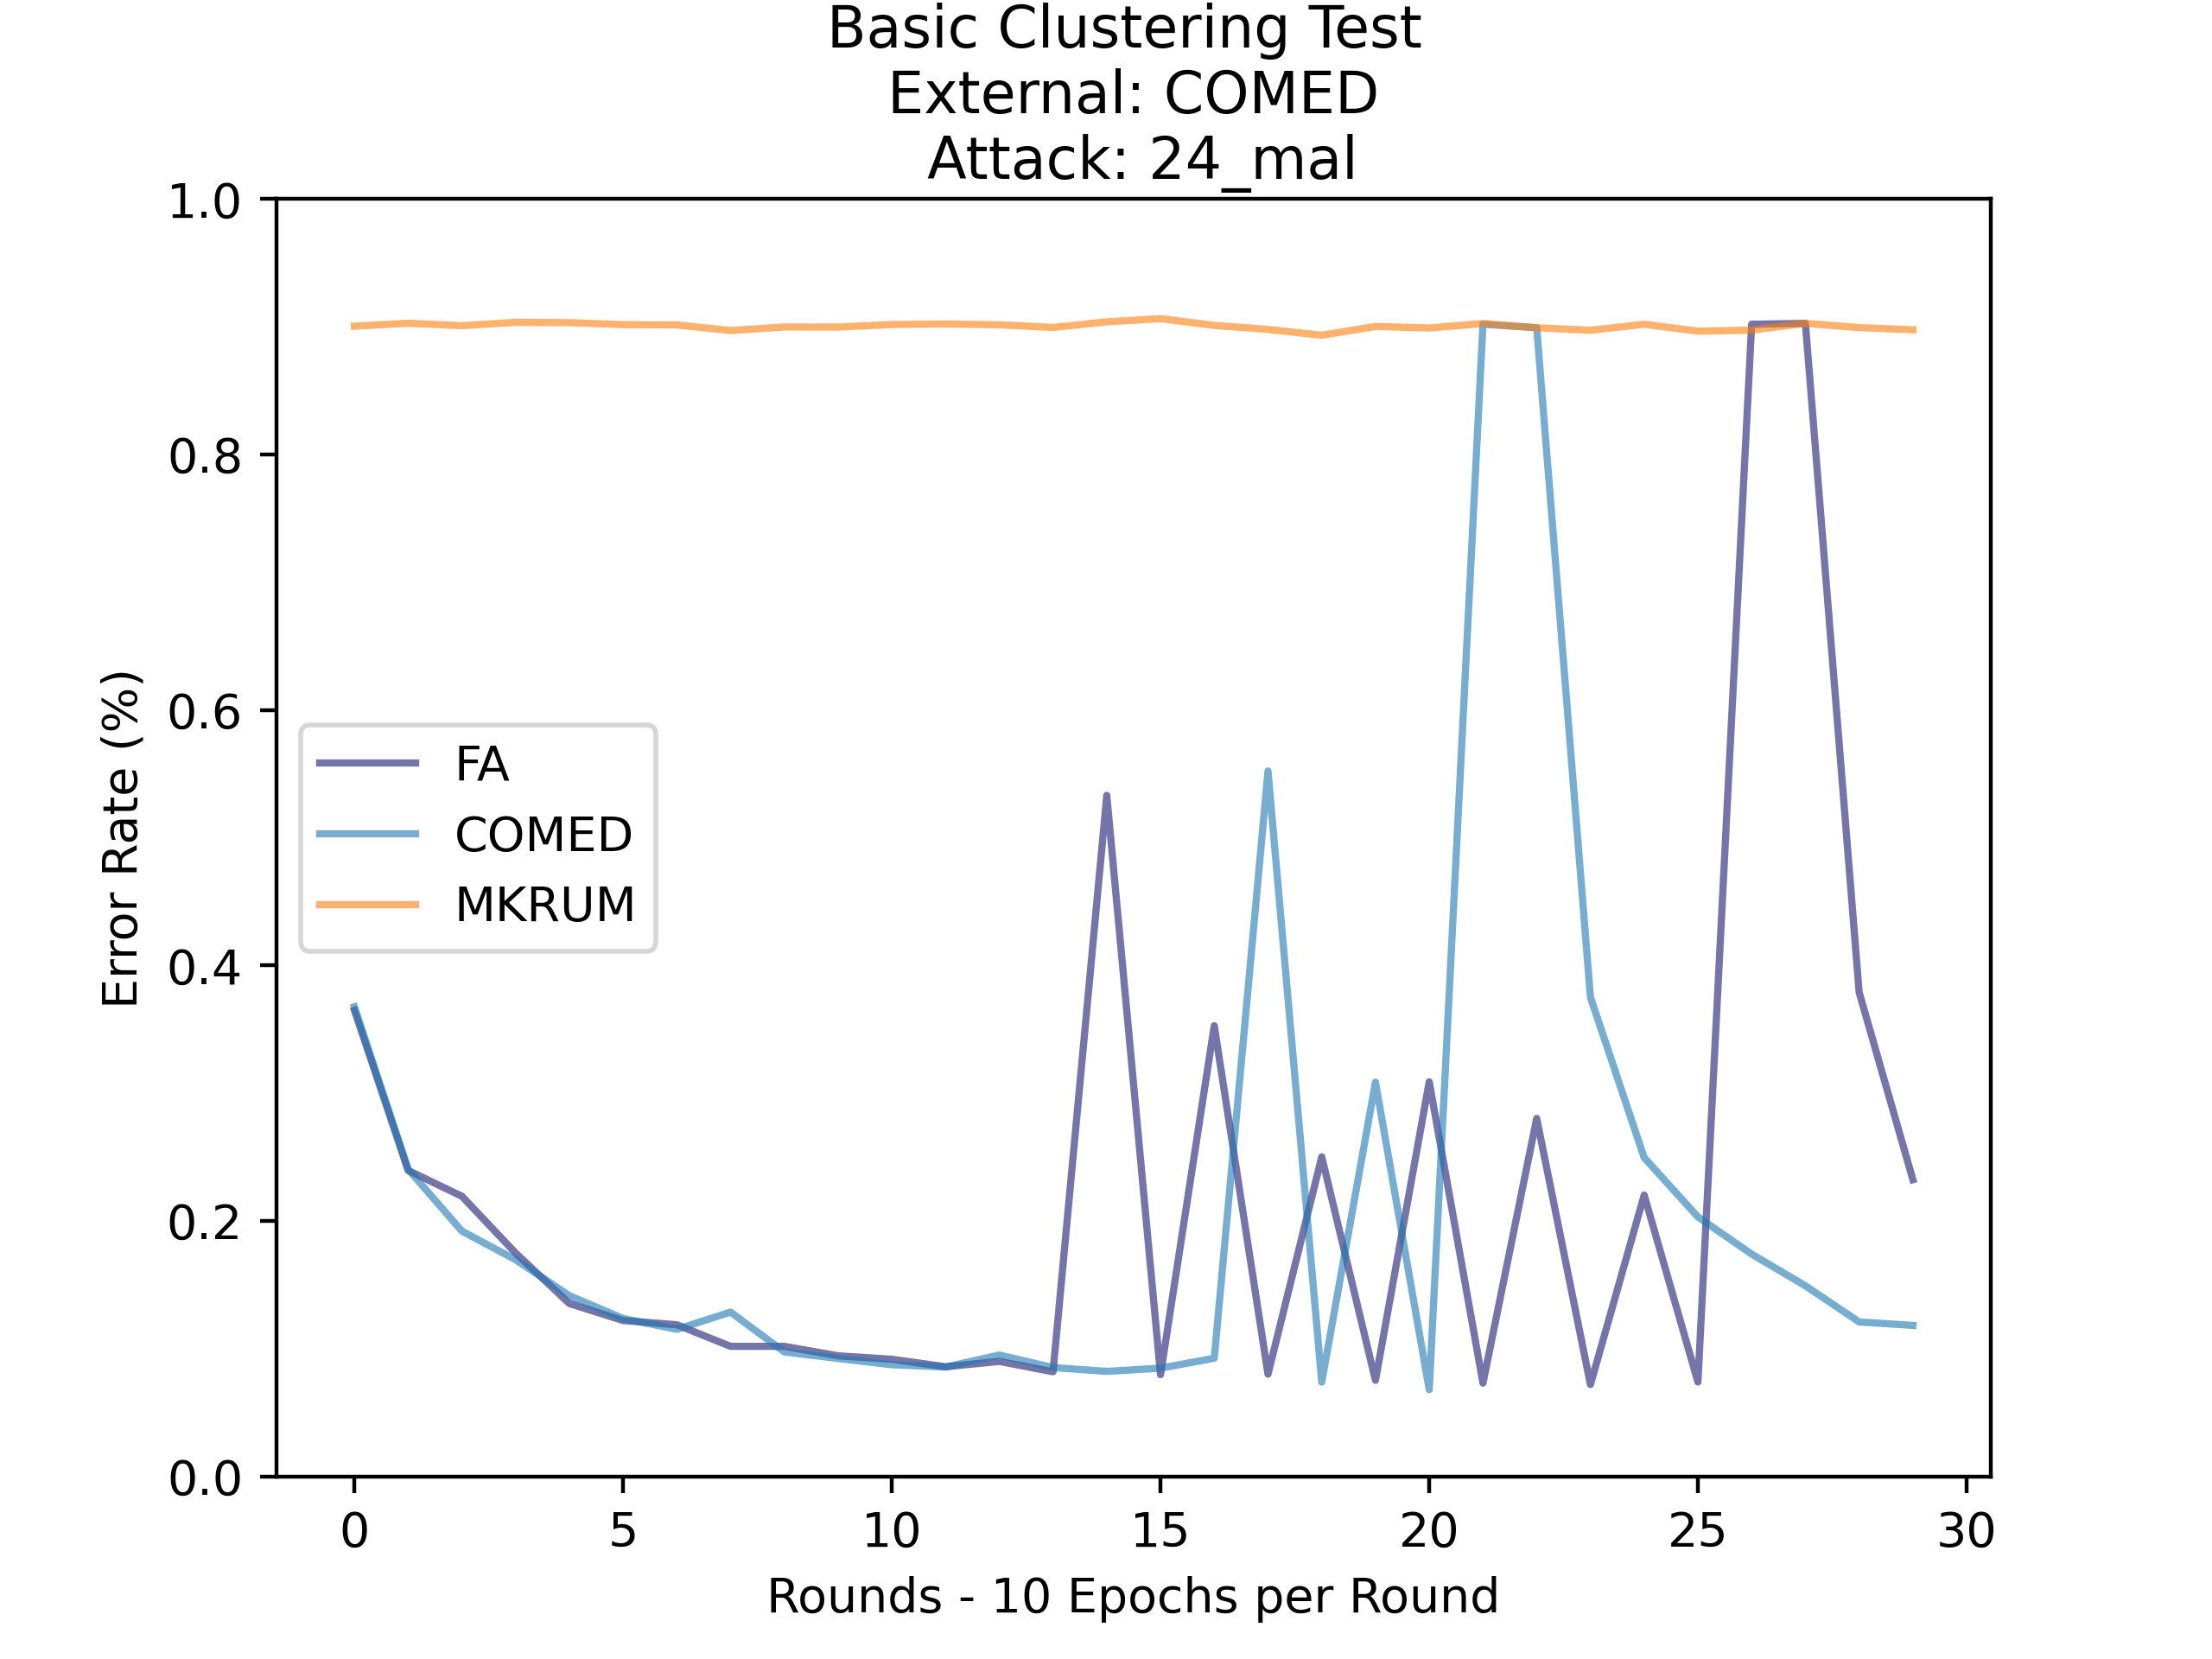 Basic Clustering Test
External: COMED
Attack: 24_mal
1.0
0.8
0.6
0.4
0.2
0.0
Error Rate (%)
FA
COMED
MKRUM
0 5 10 15 20 25 30
Rounds - 10 Epochs per Round